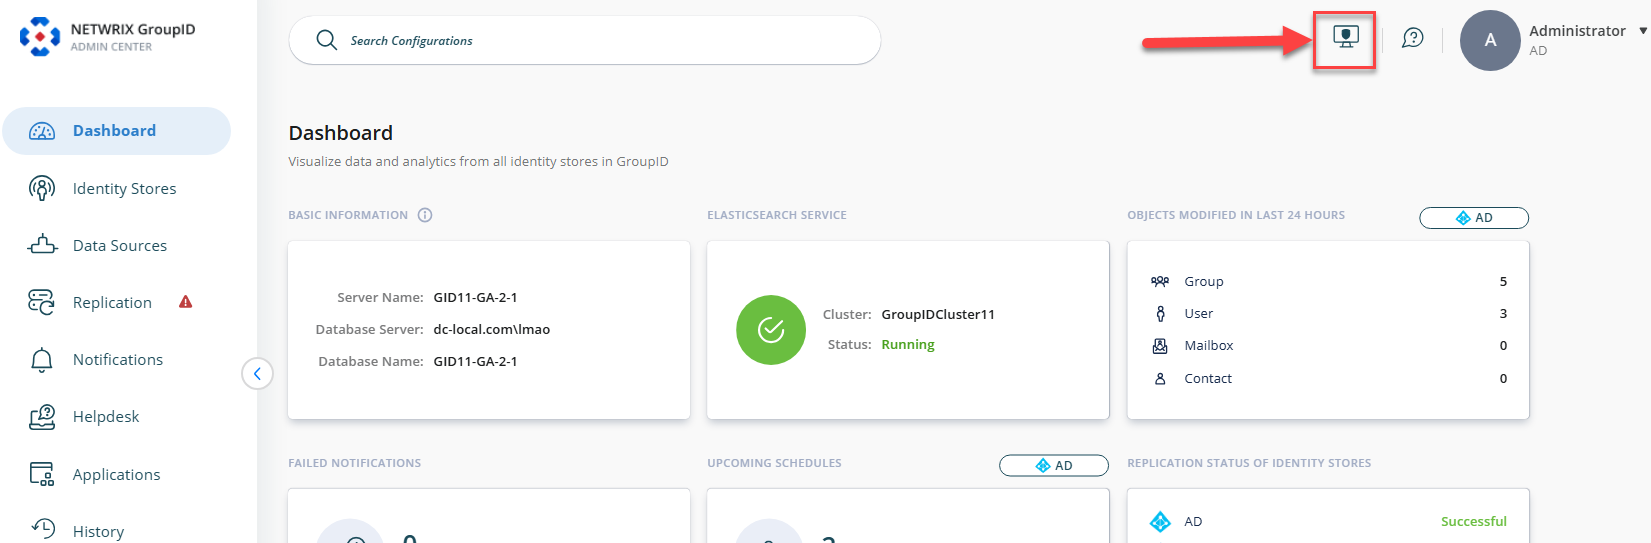 NETWRIX GroupID
ADMIN CENTER
Search Configurations
A
Administrator
AD
Dashboard
Identity Stores
Data Sources
Replication
Notifications
Helpdesk
Applications
History
Dashboard
Visualize data and analytics from all identity stores in GroupID
BASIC INFORMATION
Server Name: GID11-GA-2-1
Database Server: dc-local.com\lmao
Database Name: GID11-GA-2-1
ELASTICSEARCH SERVICE
Cluster: GroupIDCluster11
Status: Running
OBJECTS MODIFIED IN LAST 24 HOURS
AD
Group 5
User 3
Mailbox 0
Contact 0
FAILED NOTIFICATIONS
UPCOMING SCHEDULES
AD
REPLICATION STATUS OF IDENTITY STORES
AD Successful